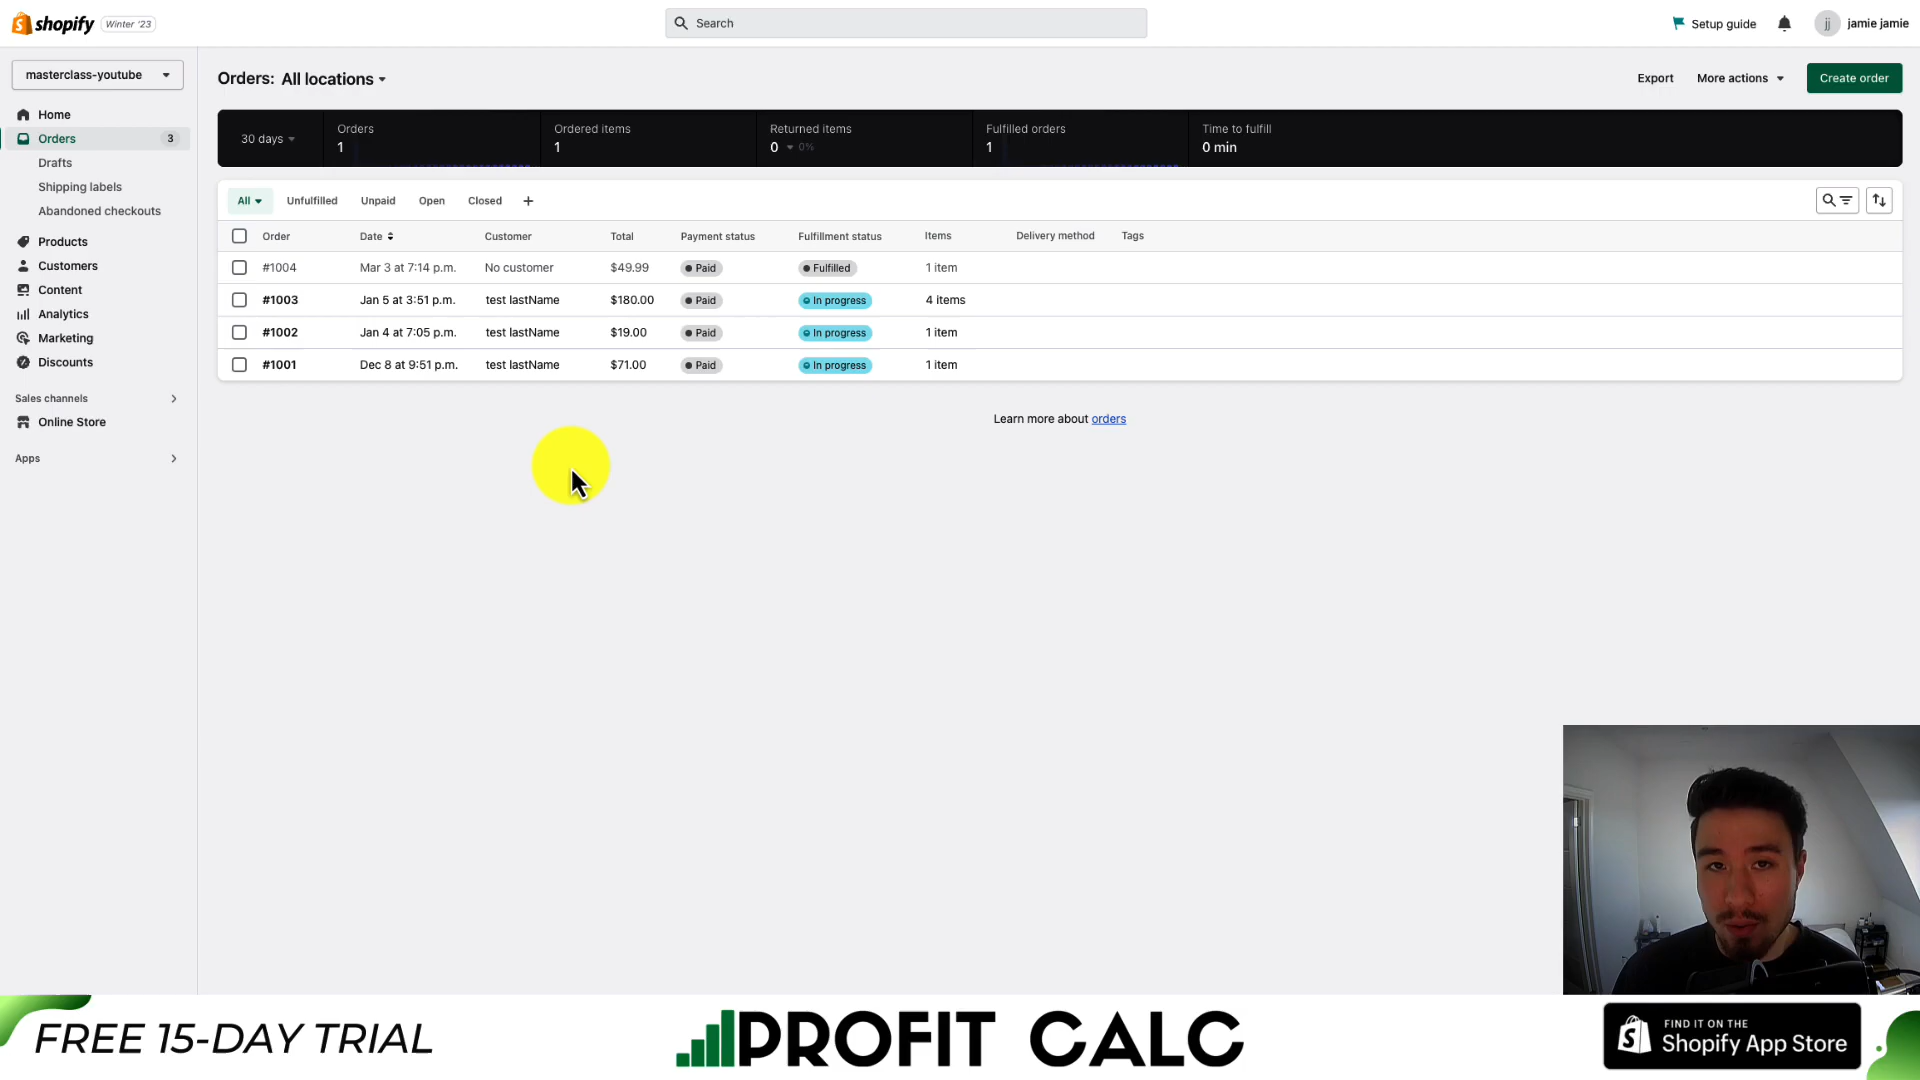 shopify Winter '23
Search
Setup guide
jj jamie jamie
masterclass-youtube
Home
Orders 3
Drafts
Shipping labels
Abandoned checkouts
Products
Customers
Content
Analytics
Marketing
Discounts
Sales channels
Online Store
Apps
Orders: All locations
Export More actions Create order
30 days
Orders
1
Ordered items
1
Returned items
0 0%
Fulfilled orders
1
Time to fulfill
0 min
All Unfulfilled Unpaid Open Closed +
Order Date Customer Total Payment status Fulfillment status Items Delivery method Tags
#1004 Mar 3 at 7:14 p.m. No customer $49.99 Paid Fulfilled 1 item
#1003 Jan 5 at 3:51 p.m. test lastName $180.00 Paid In progress 4 items
#1002 Jan 4 at 7:05 p.m. test lastName $19.00 Paid In progress 1 item
#1001 Dec 8 at 9:51 p.m. test lastName $71.00 Paid In progress 1 item
Learn more about orders
FREE 15-DAY TRIAL
PROFIT CALC
FIND IT ON THE
Shopify App Store